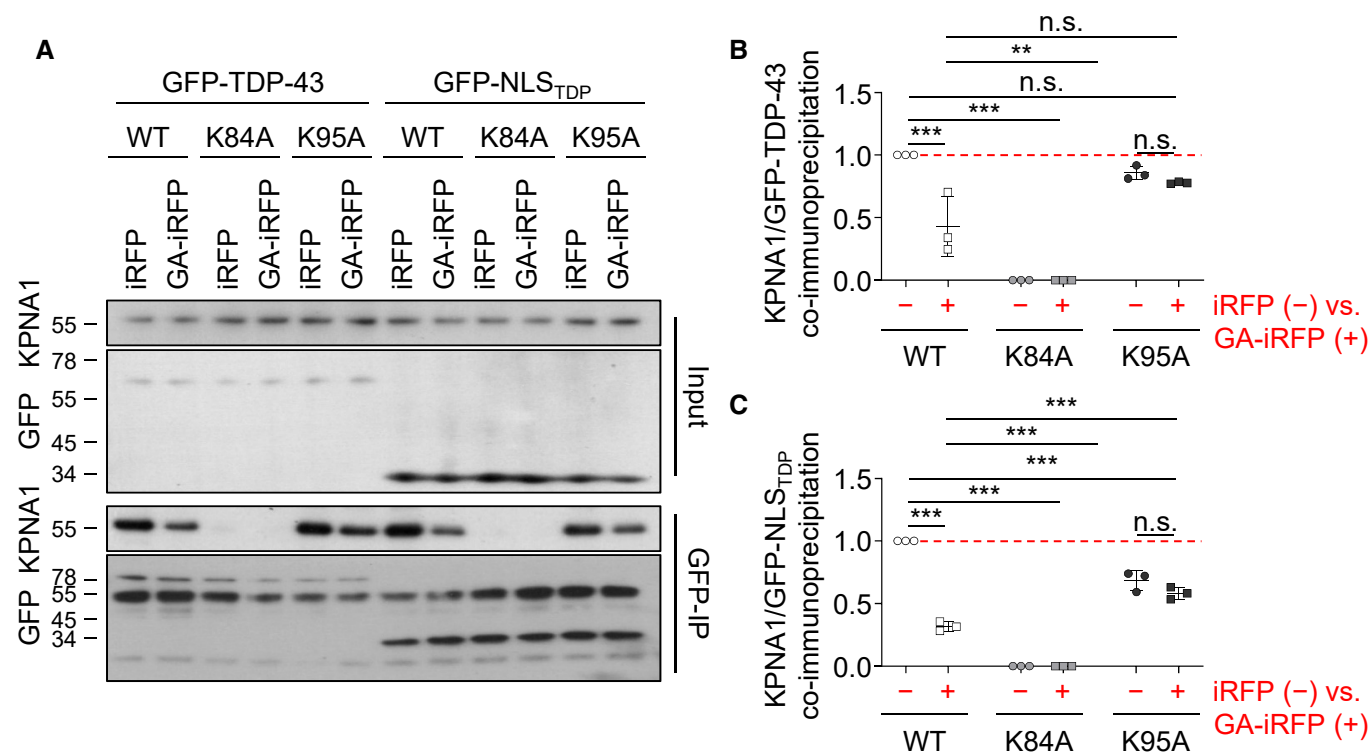 A
GFP-TDP-43 GFP-NLSTDP
WT K84A K95A WT K84A K95A
iRFP GA-iRFP iRFP GA-iRFP iRFP GA-iRFP iRFP GA-iRFP iRFP GA-iRFP iRFP GA-iRFP
KPNA1
55
GFP
78
55
45
34
Input
KPNA1
55
GFP
78
55
45
34
GFP-IP
B
KPNA1/GFP-TDP-43
co-immunoprecipitation
n.s.
**
n.s.
***
***
n.s.
1.5
1.0
0.5
0.0
− + − + − +
iRFP (−) vs.
GA-iRFP (+)
WT K84A K95A
C
KPNA1/GFP-NLSTDP
co-immunoprecipitation
***
***
***
***
***
n.s.
1.5
1.0
0.5
0.0
− + − + − +
iRFP (−) vs.
GA-iRFP (+)
WT K84A K95A